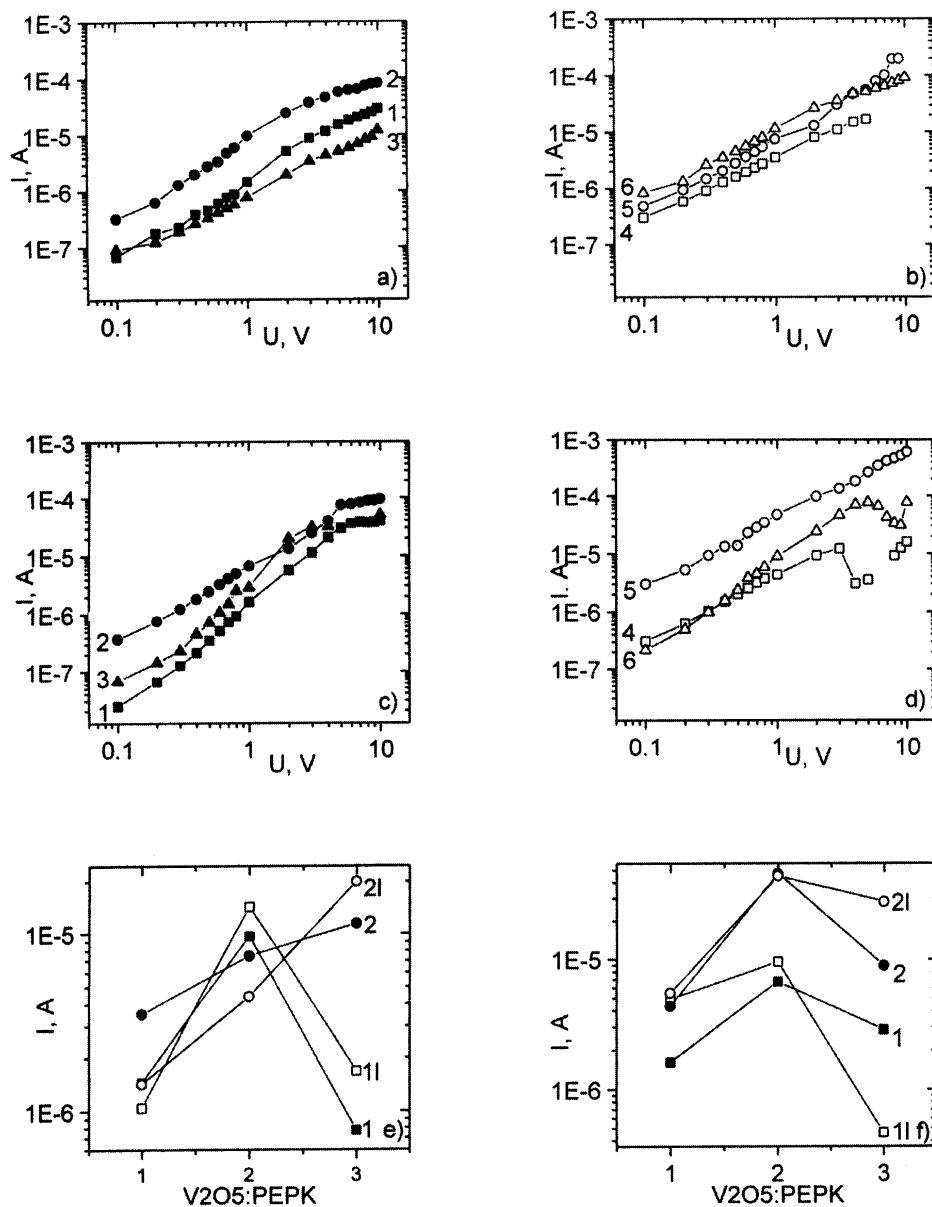 1E-3
1E-4
1E-5
1E-6
1E-7
I, A
2
1
3
a)
0.1
1
10
U, V
1E-3
1E-4
1E-5
1E-6
1E-7
I, A
6
5
4
b)
0.1
1
10
U, V
1E-3
1E-4
1E-5
1E-6
1E-7
I, A
2
3
1
c)
0.1
1
10
U, V
1E-3
1E-4
1E-5
1E-6
1E-7
I. A
5
4
6
d)
0.1
1
10
U, V
1E-5
1E-6
I, A
2I
2
1I
1 e)
1
2
3
V2O5:PEPK
1E-5
1E-6
I, A
2I
2
1
1I f)
1
2
3
V2O5:PEPK